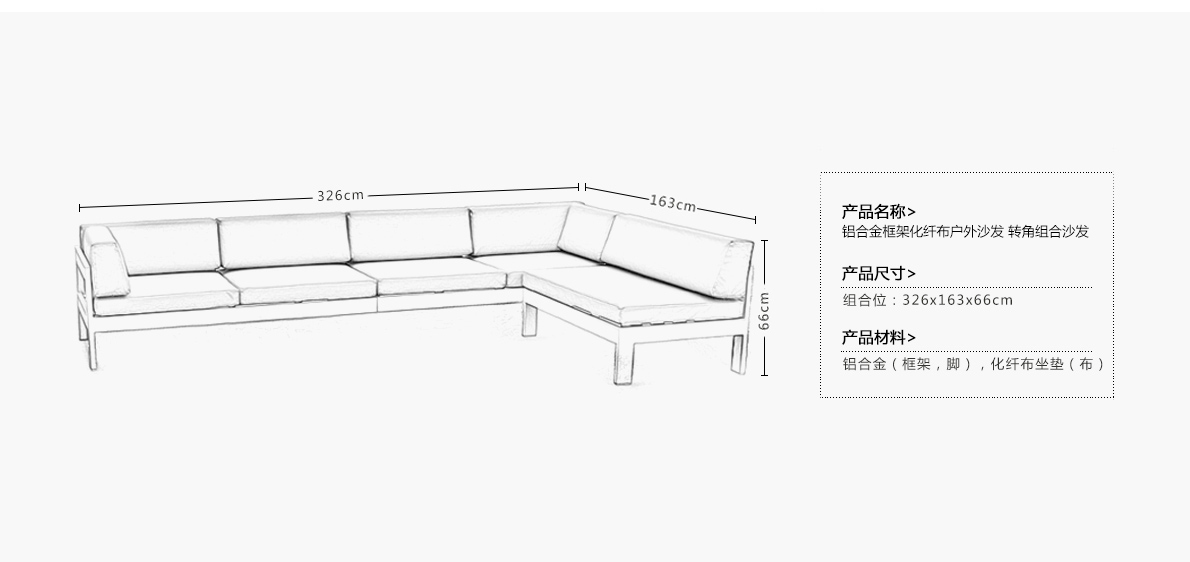 326cm
163cm
66cm
产品名称>
铝合金框架化纤布户外沙发 转角组合沙发
产品尺寸>
组合位：326x163x66cm
产品材料>
铝合金（框架，脚），化纤布坐垫（布）